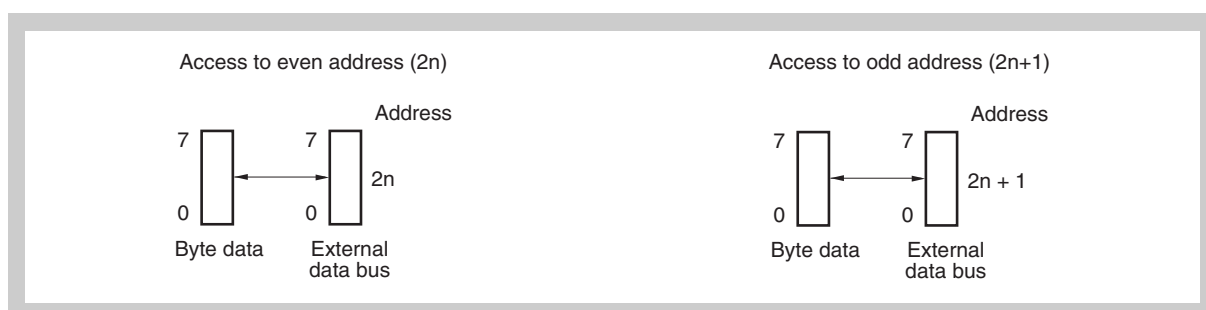 Access to even address (2n)
Address
7
7
2n
0
0
Byte data
External
data bus
Access to odd address (2n+1)
Address
7
7
2n + 1
0
0
Byte data
External
data bus